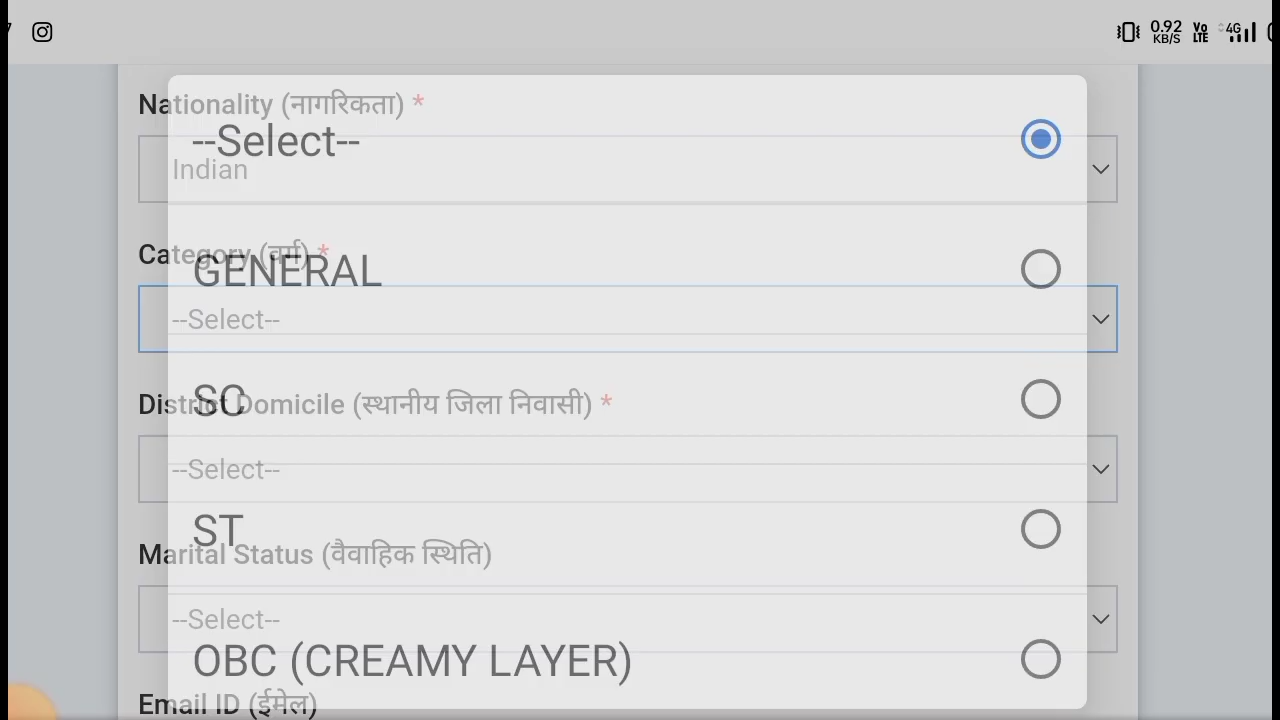 0.92
KB/S
Vo
LTE
4G
Nationality (नागरिकता) *
--Select--
Indian
Category (वर्ग) *
GENERAL
--Select--
SC
District Domicile (स्थानीय जिला निवासी) *
--Select--
ST
Marital Status (वैवाहिक स्थिति)
--Select--
OBC (CREAMY LAYER)
Email ID (ईमेल)